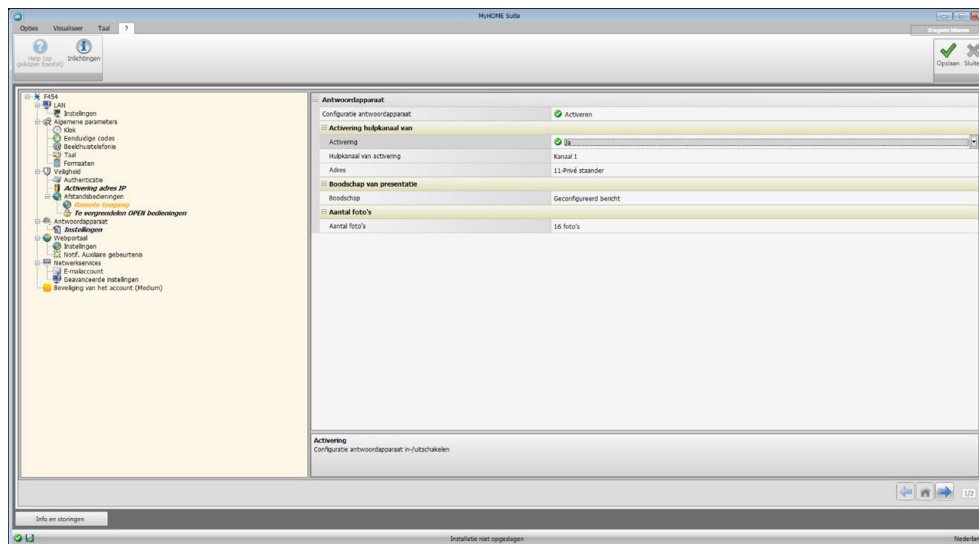 MyHOME Suite
Opties Visualiseer Taal ?
Help (op gekozen toestel)
Inlichtingen
Opslaan
F454
LAN
Instellingen
Algemene parameters
Klok
Eenduidige codes
Beeldhuistelefonie
Taal
Formaaten
Veligheid
Authenticatie
Activering adres IP
Afstandsbedieningen
Remote toegang
Te vergrendelen OPEN bedieningen
Antwoordapparaat
Instellingen
Webportaal
Instellingen
Notif. Auxiliare gebeurtenis
Netwerkservices
E-mailaccount
Geavanceerde instellingen
Beveiliging van het account (Medium)
Antwoordapparaat
Configuratie antwoordapparaat Activeren
Activering hulpkanaal van
Activering Ja
Hulpkanaal van activering Kanaal 1
Adres 11-Privé staander
Boodschap van presentatie
Boodschap Geconfigureerd bericht
Aantal foto's
Aantal foto's 16 foto's
Activering
Configuratie antwoordapparaat in-/uitschakelen
1/2
Info en storingen
Installatie niet opgeslagen